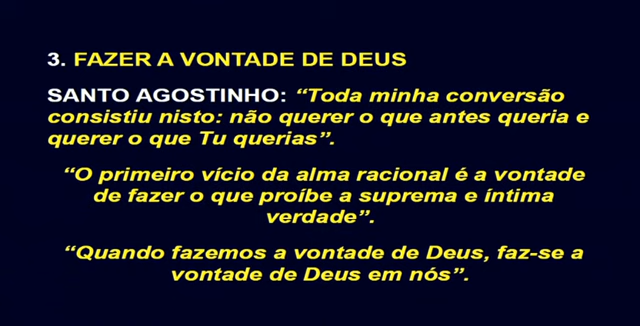 3. FAZER A VONTADE DE DEUS
SANTO AGOSTINHO: “Toda minha conversão
consistiu nisto: não querer o que antes queria e
querer o que Tu querias”.
“O primeiro vício da alma racional é a vontade
de fazer o que proíbe a suprema e íntima
verdade”.
“Quando fazemos a vontade de Deus, faz-se a
vontade de Deus em nós”.